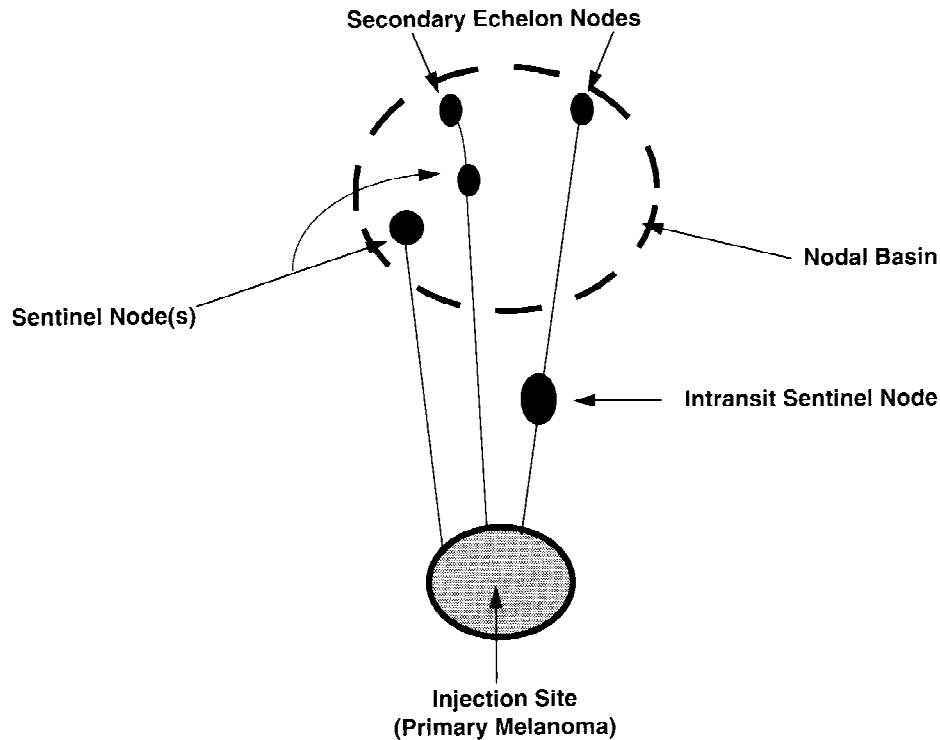 Secondary Echelon Nodes
Nodal Basin
Sentinel Node(s)
Intransit Sentinel Node
Injection Site
(Primary Melanoma)